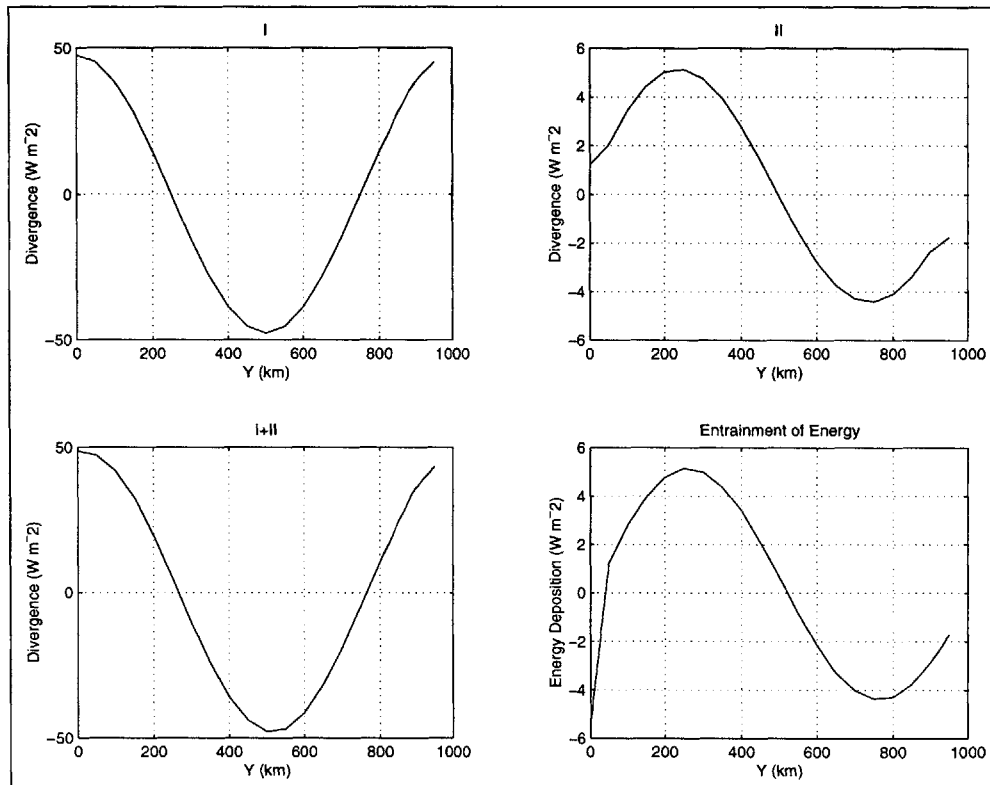 I
50
0
−50
Divergence (W m^-2)
0 200 400 600 800 1000
Y (km)
II
6
4
2
0
−2
−4
−6
Divergence (W m^-2
0 200 400 600 800 1000
Y (km)
I+II
50
0
−50
Divergence (W m^-2)
0 200 400 600 800 1000
Y (km)
Entrainment of Energy
6
4
2
0
−2
−4
−6
Energy Deposition (W m^-2)
0 200 400 600 800 1000
Y (km)